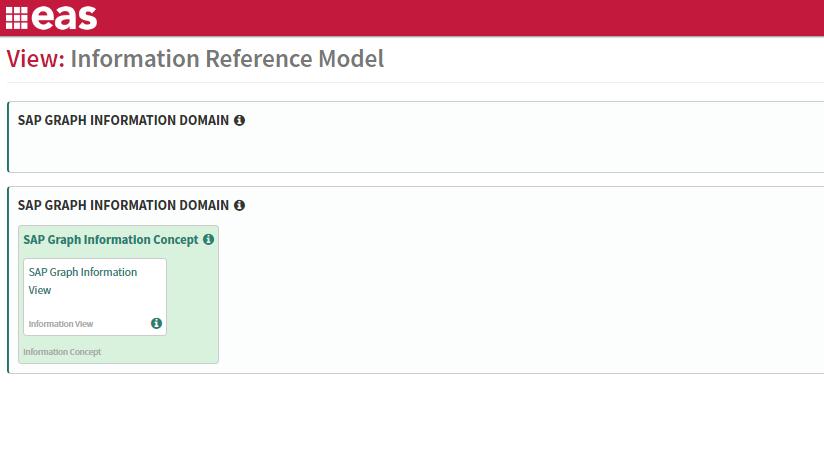 eas
View: Information Reference Model
SAP GRAPH INFORMATION DOMAIN
SAP GRAPH INFORMATION DOMAIN
SAP Graph Information Concept
SAP Graph Information
View
Information View
Information Concept